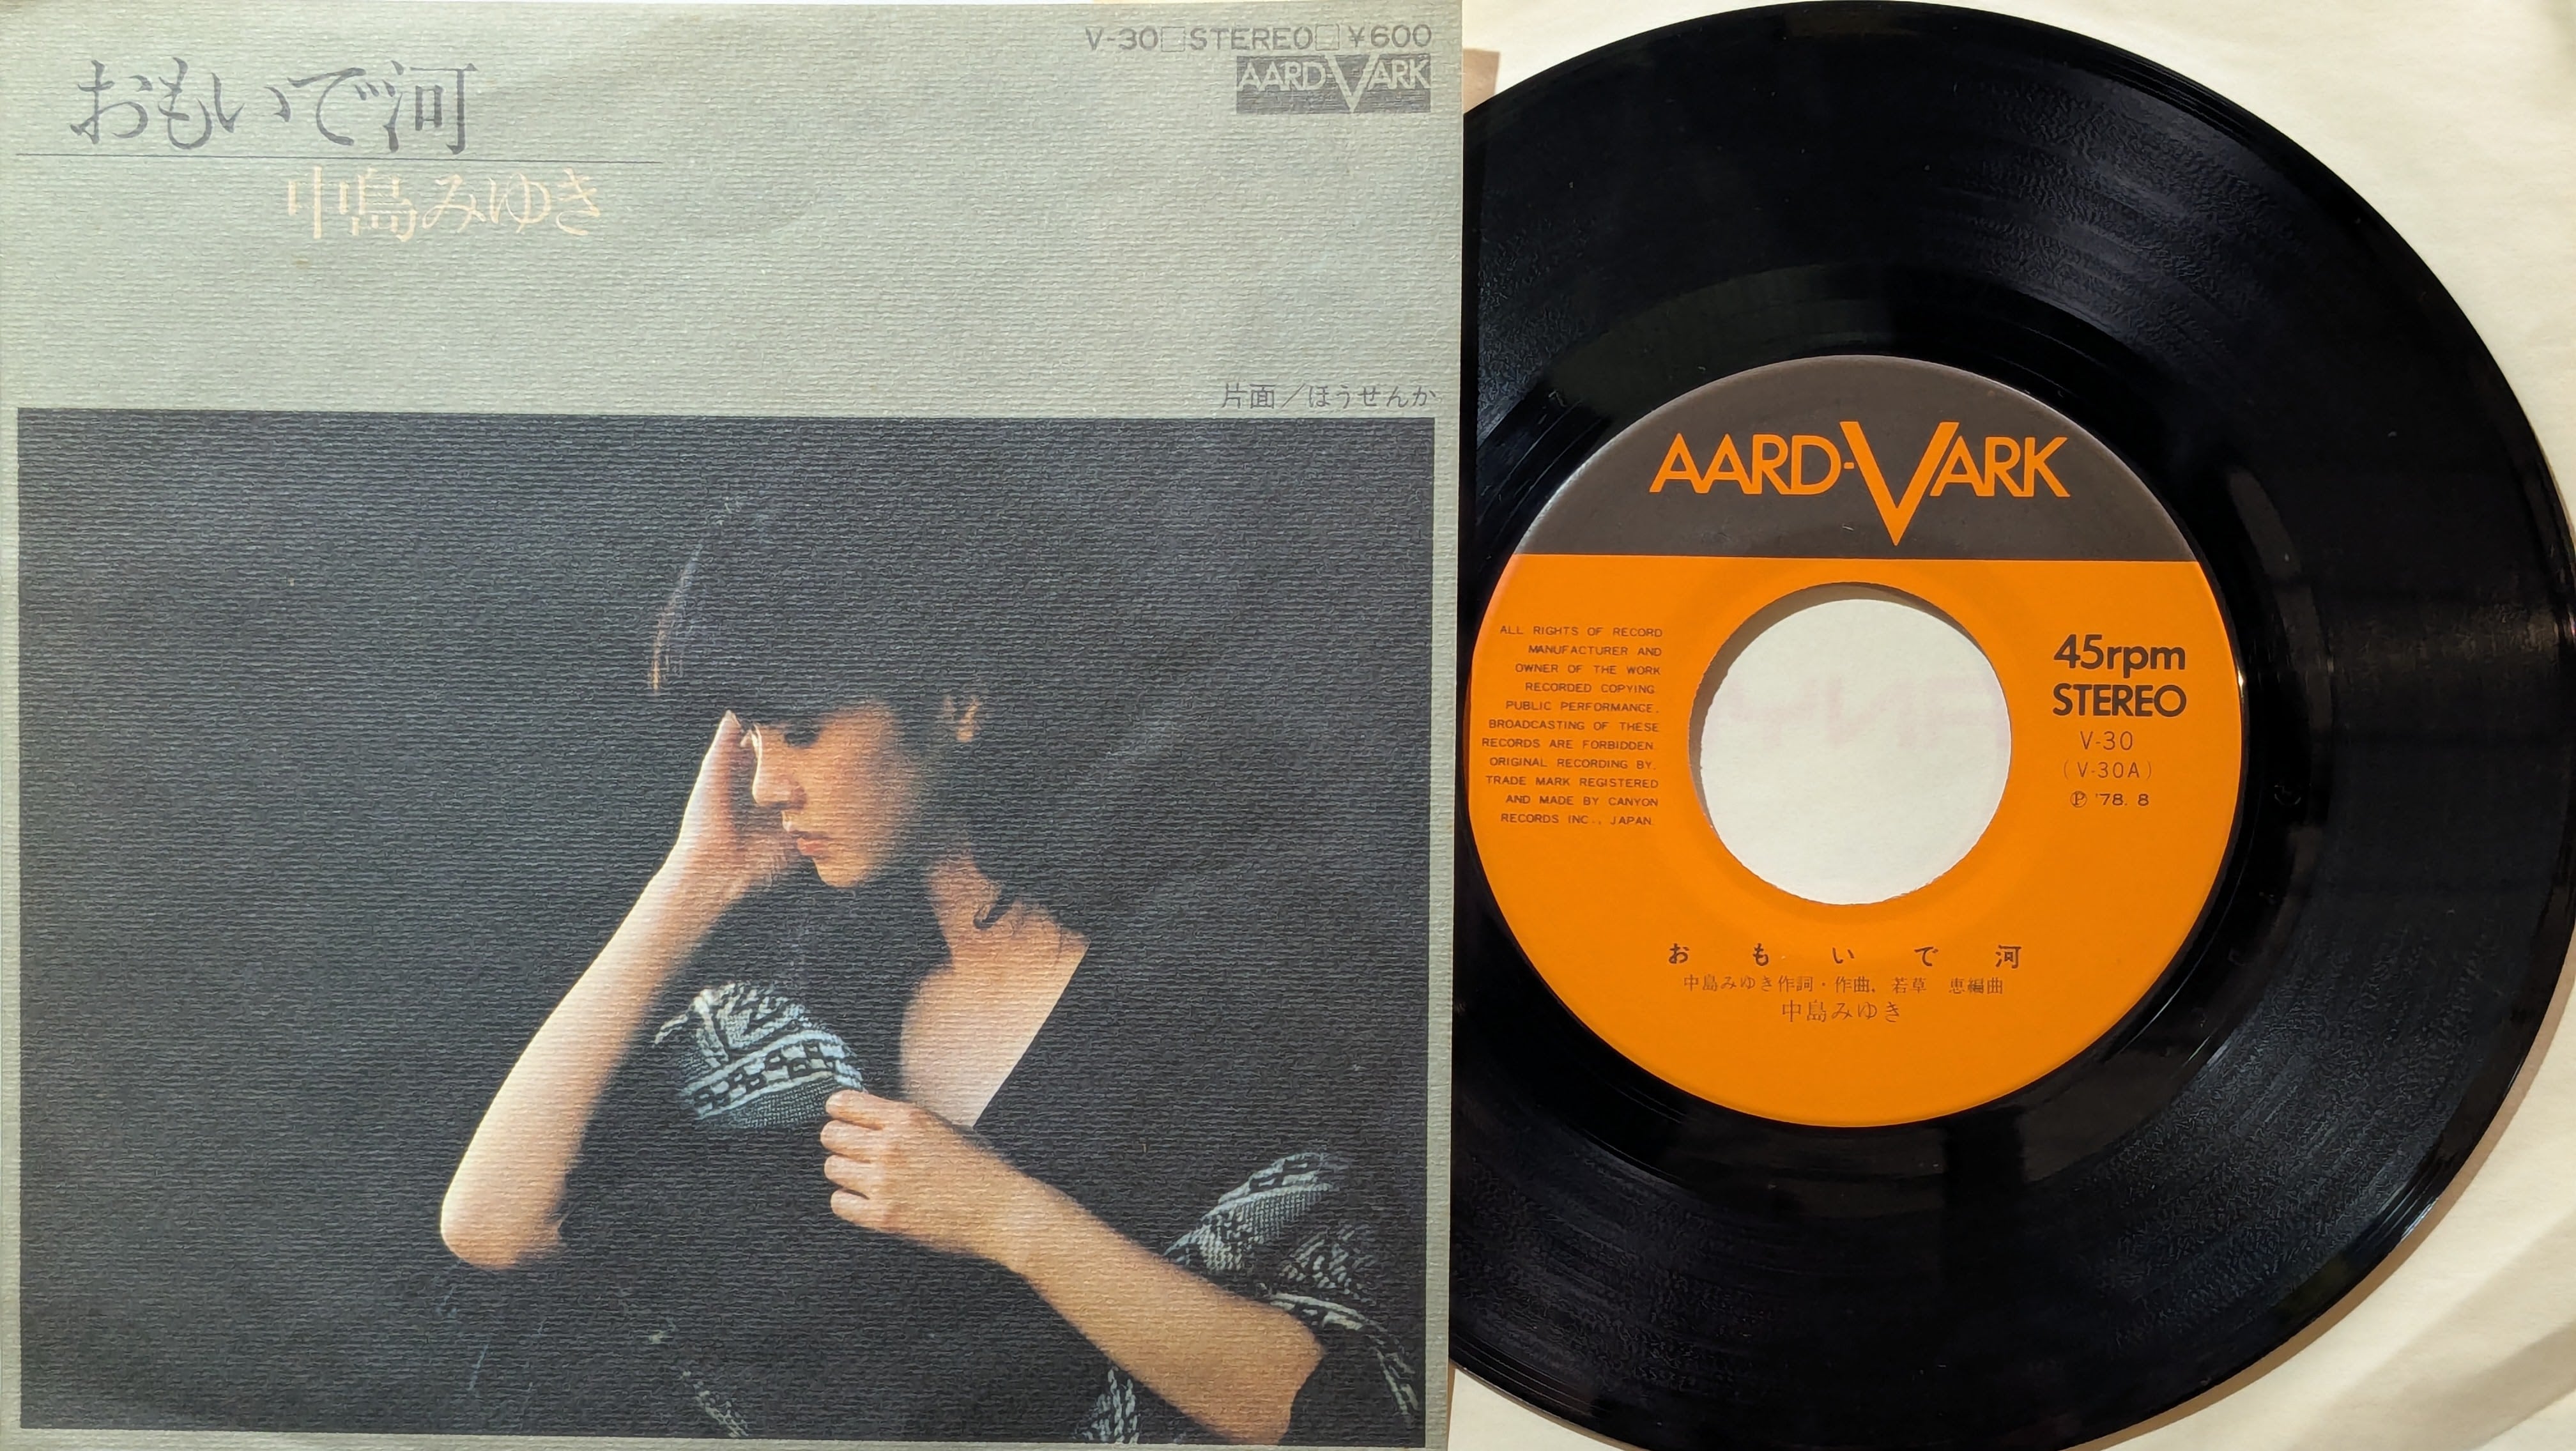 V-30□STEREO□¥600
AARD-VARK
おもいで河
中島みゆき
片面／ほうせんか
AARD-VARK
ALL RIGHTS OF RECORD
MANUFACTURER AND
OWNER OF THE WORK
RECORDED COPYING.
PUBLIC PERFORMANCE.
BROADCASTING OF THESE
RECORDS ARE FORBIDDEN.
ORIGINAL RECORDING BY.
TRADE MARK REGISTERED
AND MADE BY CANYON
RECORDS INC., JAPAN.
45rpm
STEREO
V-30
(V-30A)
Ⓟ '78. 8
おもいで河
中島みゆき作詞・作曲, 若草 恵編曲
中島みゆき